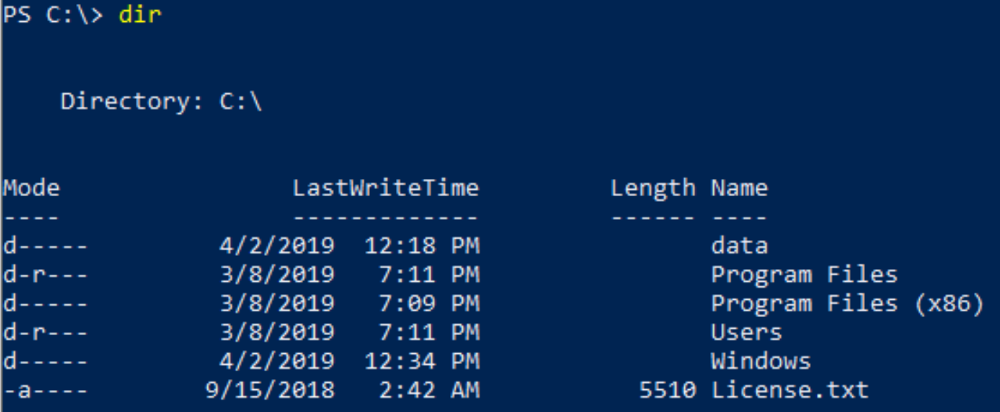 PS C:\> dir
Directory: C:\
Mode                LastWriteTime         Length Name
----                -------------         ------ ----
d-----         4/2/2019  12:18 PM                data
d-r---         3/8/2019   7:11 PM                Program Files
d-----         3/8/2019   7:09 PM                Program Files (x86)
d-r---         3/8/2019   7:11 PM                Users
d-----         4/2/2019  12:34 PM                Windows
-a----        9/15/2018   2:42 AM           5510 License.txt